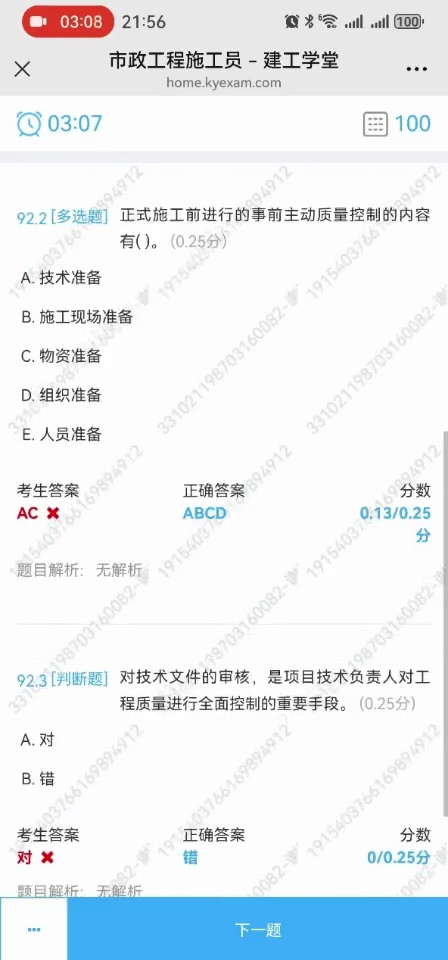 03:08 21:56 100
市政工程施工员 – 建工学堂
home.kyexam.com
03:07 100
92.2 [多选题] 正式施工前进行的事前主动质量控制的内容
有( )。 (0.25分)
A. 技术准备
B. 施工现场准备
C. 物资准备
D. 组织准备
E. 人员准备
考生答案 正确答案 分数
AC ✖ ABCD 0.13/0.25
分
题目解析: 无解析
92.3 [判断题] 对技术文件的审核，是项目技术负责人对工
程质量进行全面控制的重要手段。 (0.25分)
A. 对
B. 错
考生答案 正确答案 分数
对 ✖ 错 0/0.25分
题目解析: 无解析
下一题